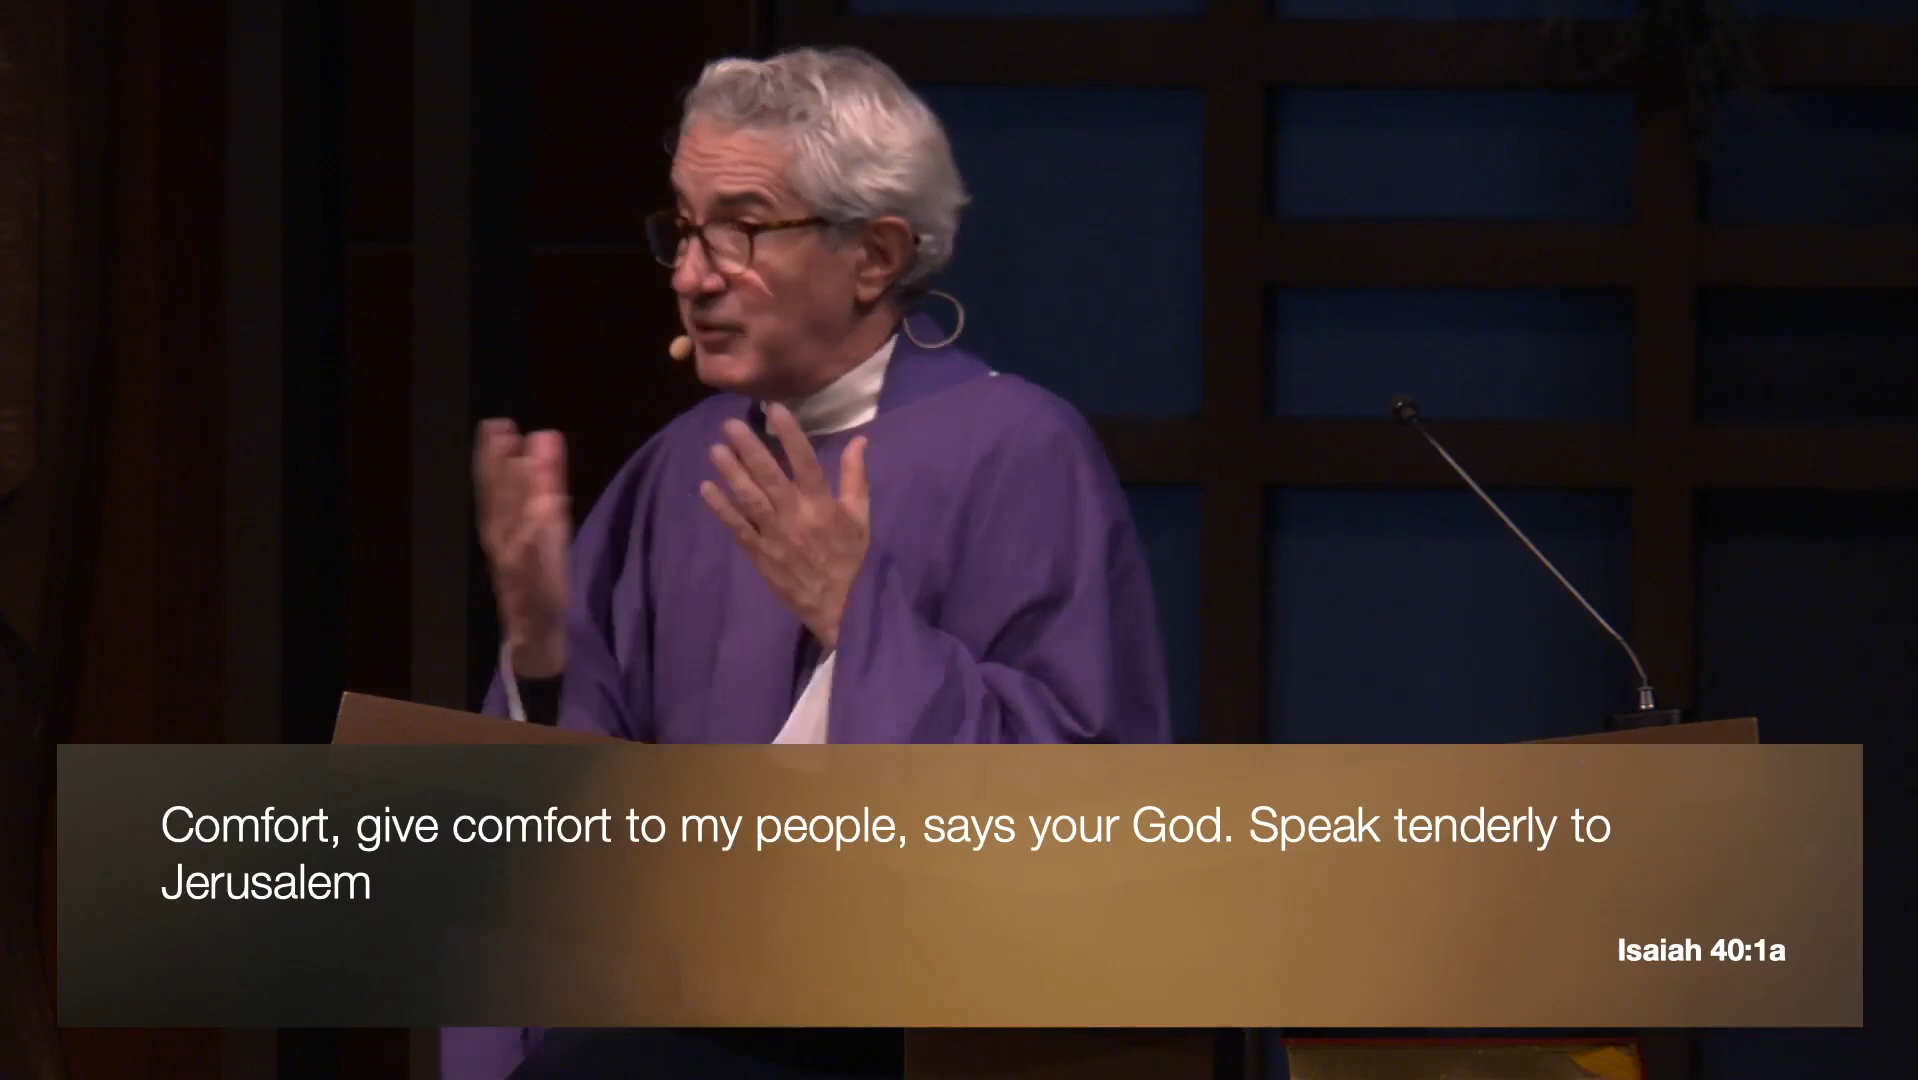 Comfort, give comfort to my people, says your God. Speak tenderly to
Jerusalem
Isaiah 40:1a